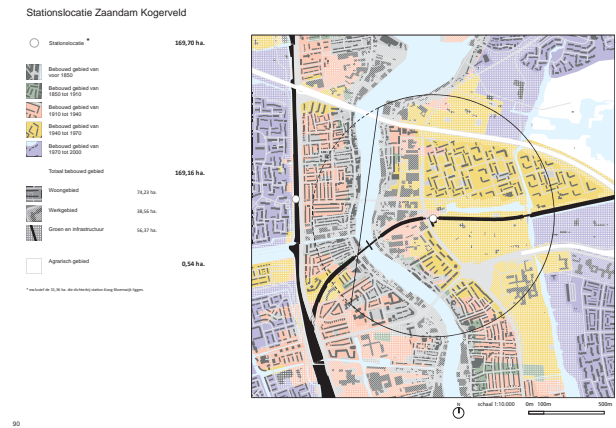 Stationslocatie Zaandam Kogerveld
Stationslocatie * 169,70 ha.
Bebouwd gebied van
voor 1850
Bebouwd gebied van
1850 tot 1910
Bebouwd gebied van
1910 tot 1940
Bebouwd gebied van
1940 tot 1970
Bebouwd gebied van
1970 tot 2000
Totaal bebouwd gebied 169,16 ha.
Woongebied 74,23 ha.
Werkgebied 38,56 ha.
Groen en infrastructuur 56,37 ha.
Agrarisch gebied 0,54 ha.
N
schaal 1:10.000 0m 100m 500m
90